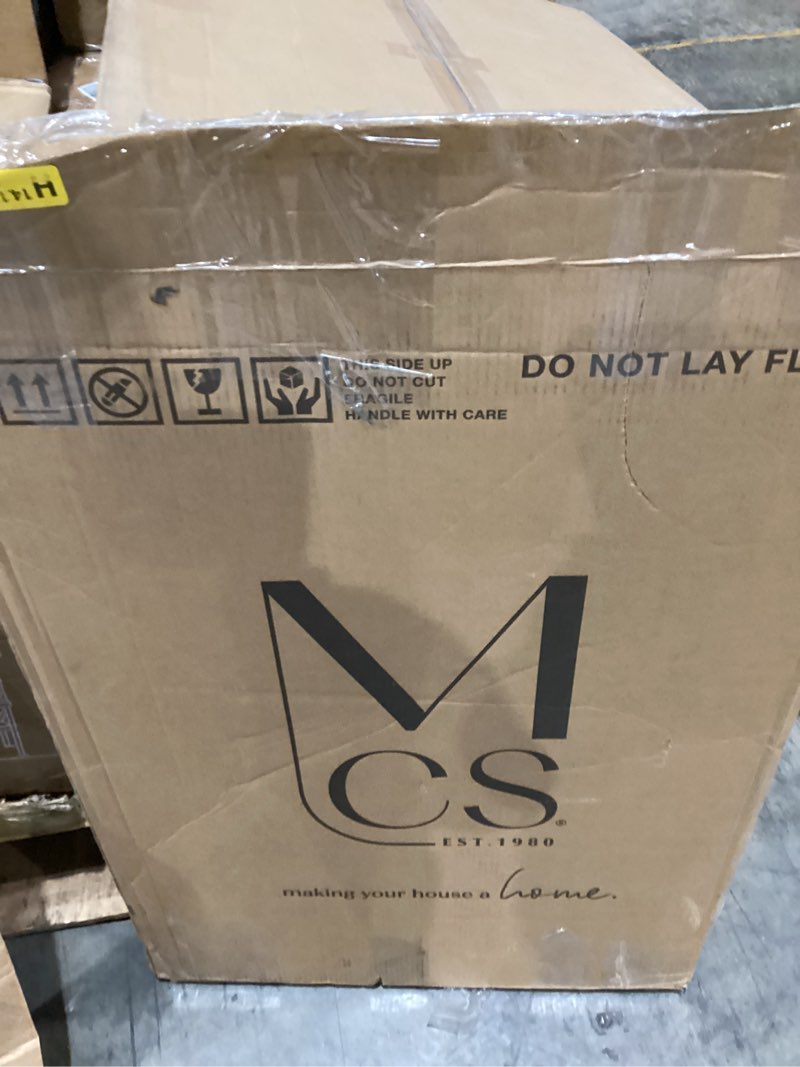 THIS SIDE UP
DO NOT CUT
FRAGILE
HANDLE WITH CARE
DO NOT LAY FL
M
CS®
EST.1980
making your house a home.